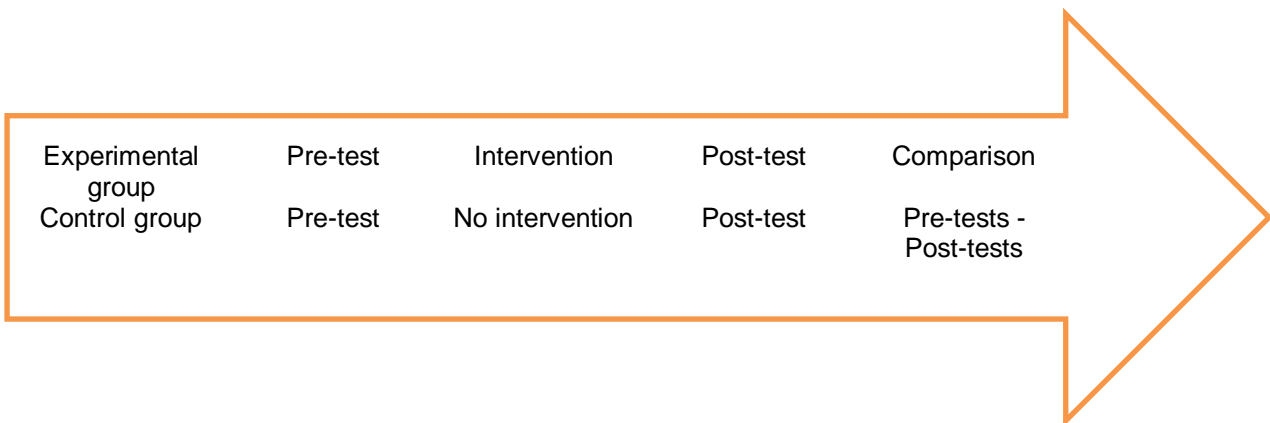 Experimental group Pre-test Intervention Post-test Comparison
Control group Pre-test No intervention Post-test Pre-tests - Post-tests